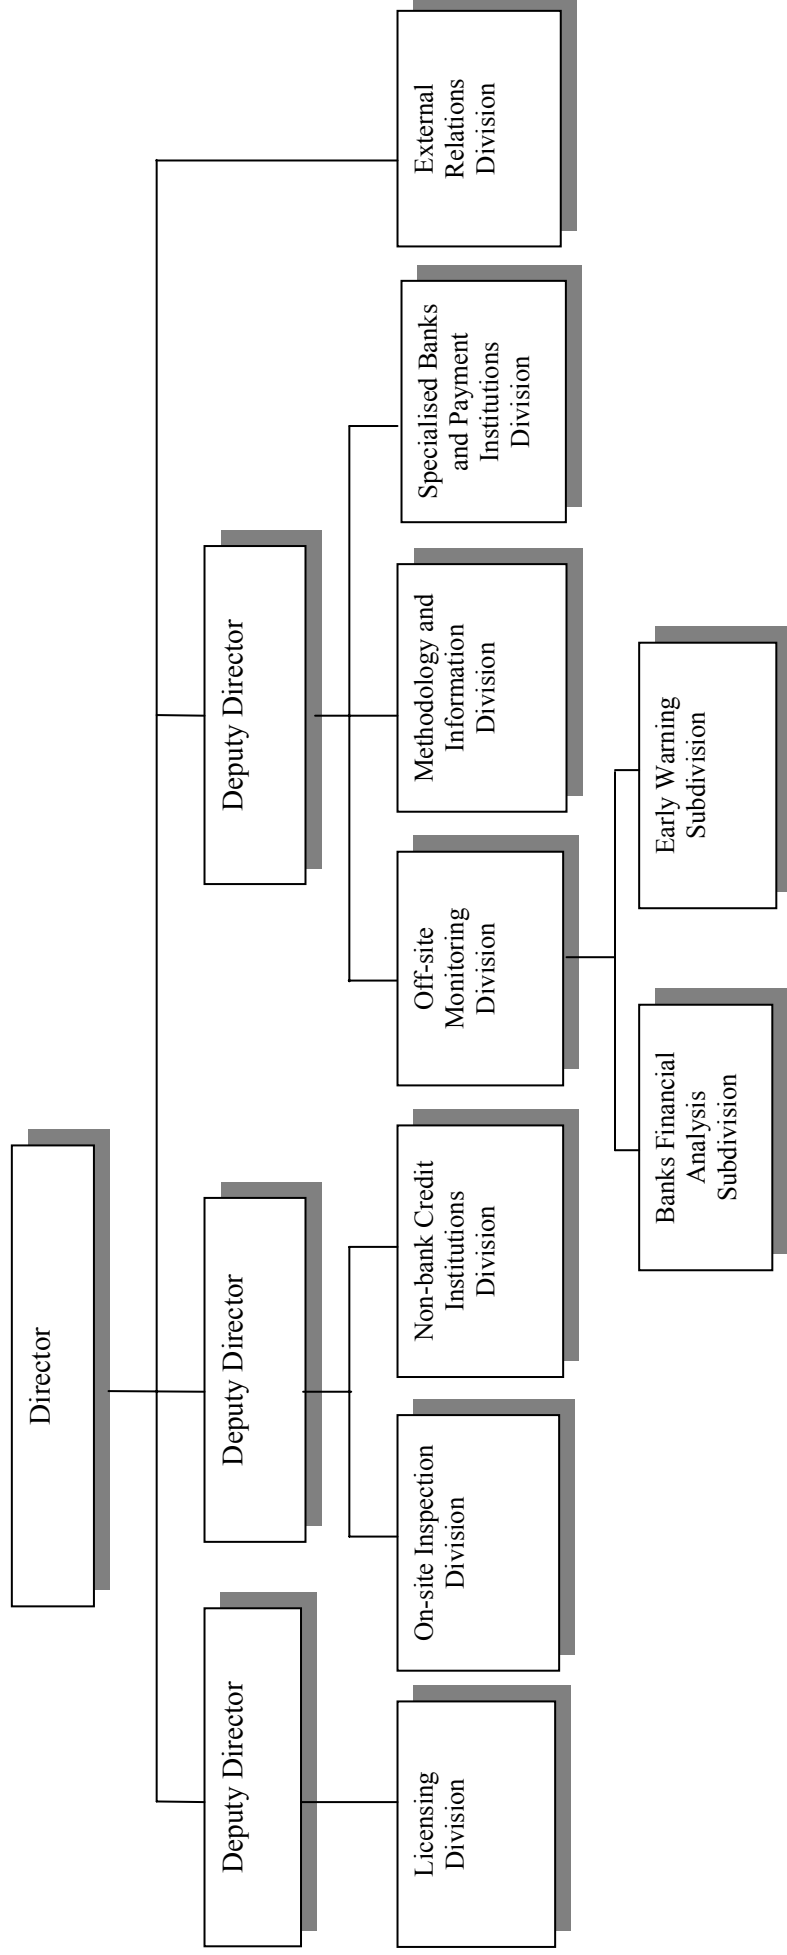 Director
Deputy Director
Deputy Director
Deputy Director
Licensing
Division
On-site Inspection
Division
Non-bank Credit
Institutions
Division
Off-site
Monitoring
Division
Methodology and
Information
Division
Specialised Banks
and Payment
Institutions
Division
External
Relations
Division
Banks Financial
Analysis
Subdivision
Early Warning
Subdivision